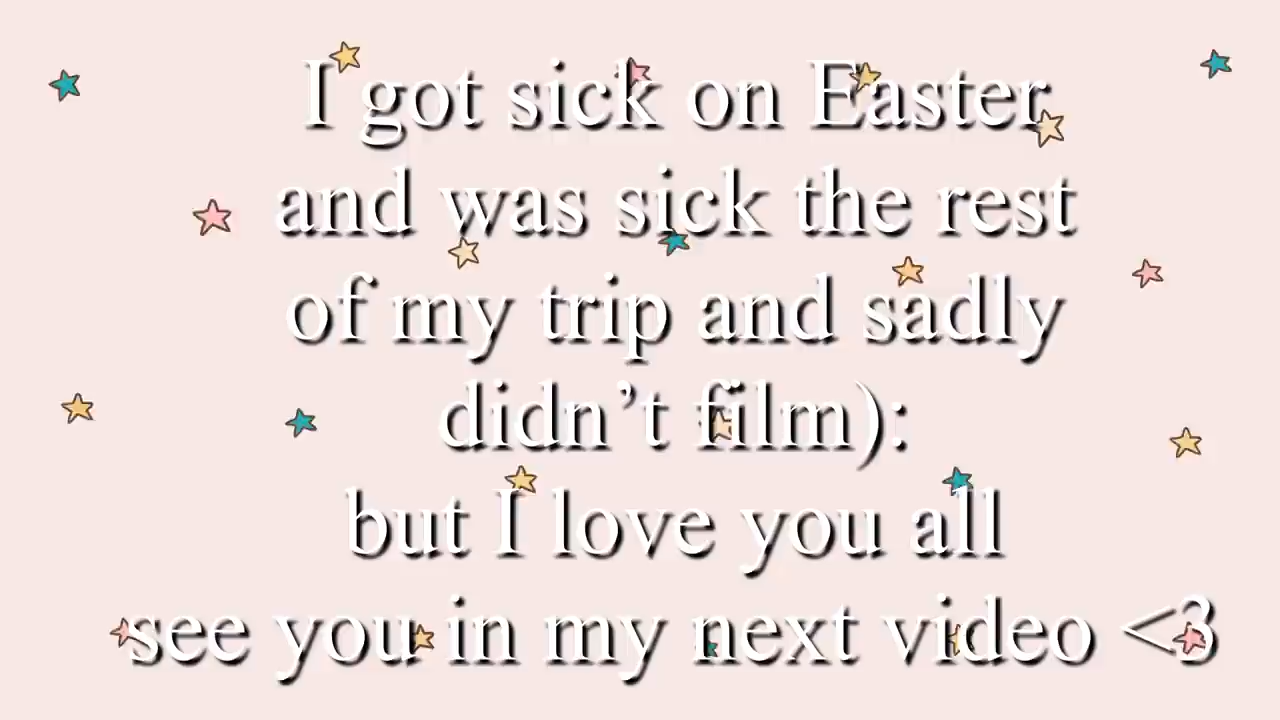 I got sick on Easter
and was sick the rest
of my trip and sadly
didn’t film):
but I love you all
see you in my next video <3